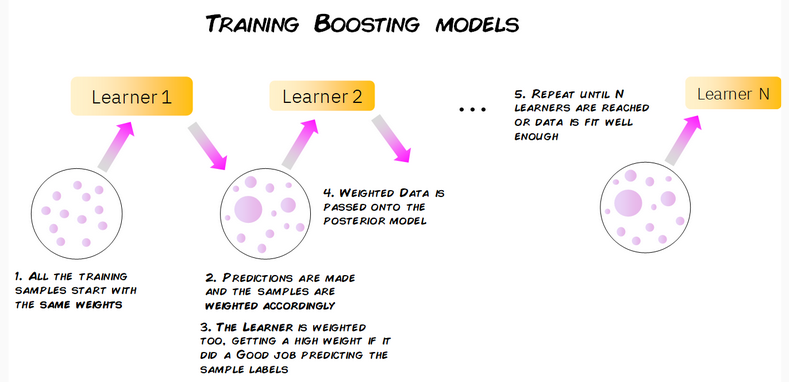 Training Boosting models
Learner 1
Learner 2
...
5. Repeat until N
learners are reached
or data is fit well
enough
Learner N
4. Weighted Data is
passed onto the
posterior model
1. All the training
samples start with
the same weights
2. Predictions are made
and the samples are
weighted accordingly
3. The Learner is weighted
too, getting a high weight if it
did a Good job predicting the
sample labels